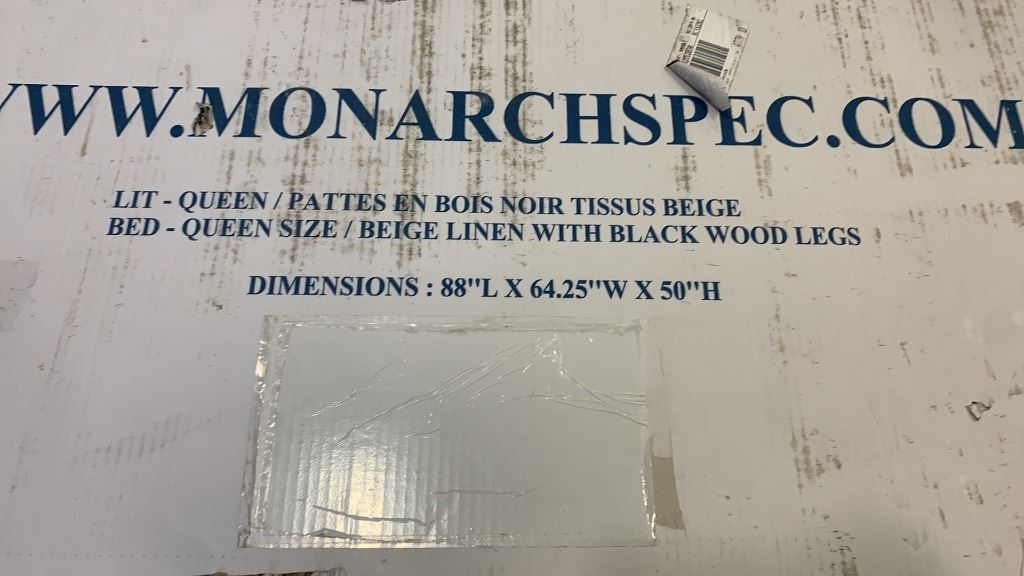 WWW.MONARCHSPEC.COM
LIT - QUEEN / PATTES EN BOIS NOIR TISSUS BEIGE
BED - QUEEN SIZE / BEIGE LINEN WITH BLACK WOOD LEGS
DIMENSIONS : 88"L X 64.25"W X 50"H